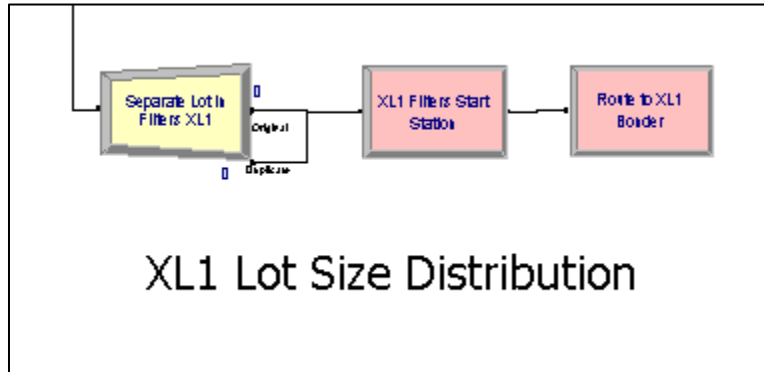 Separate Lot in
Filters XL1
0
Original
0
Duplicate
XL1 Filters Start
Station
Route to XL1
Bonder
XL1 Lot Size Distribution